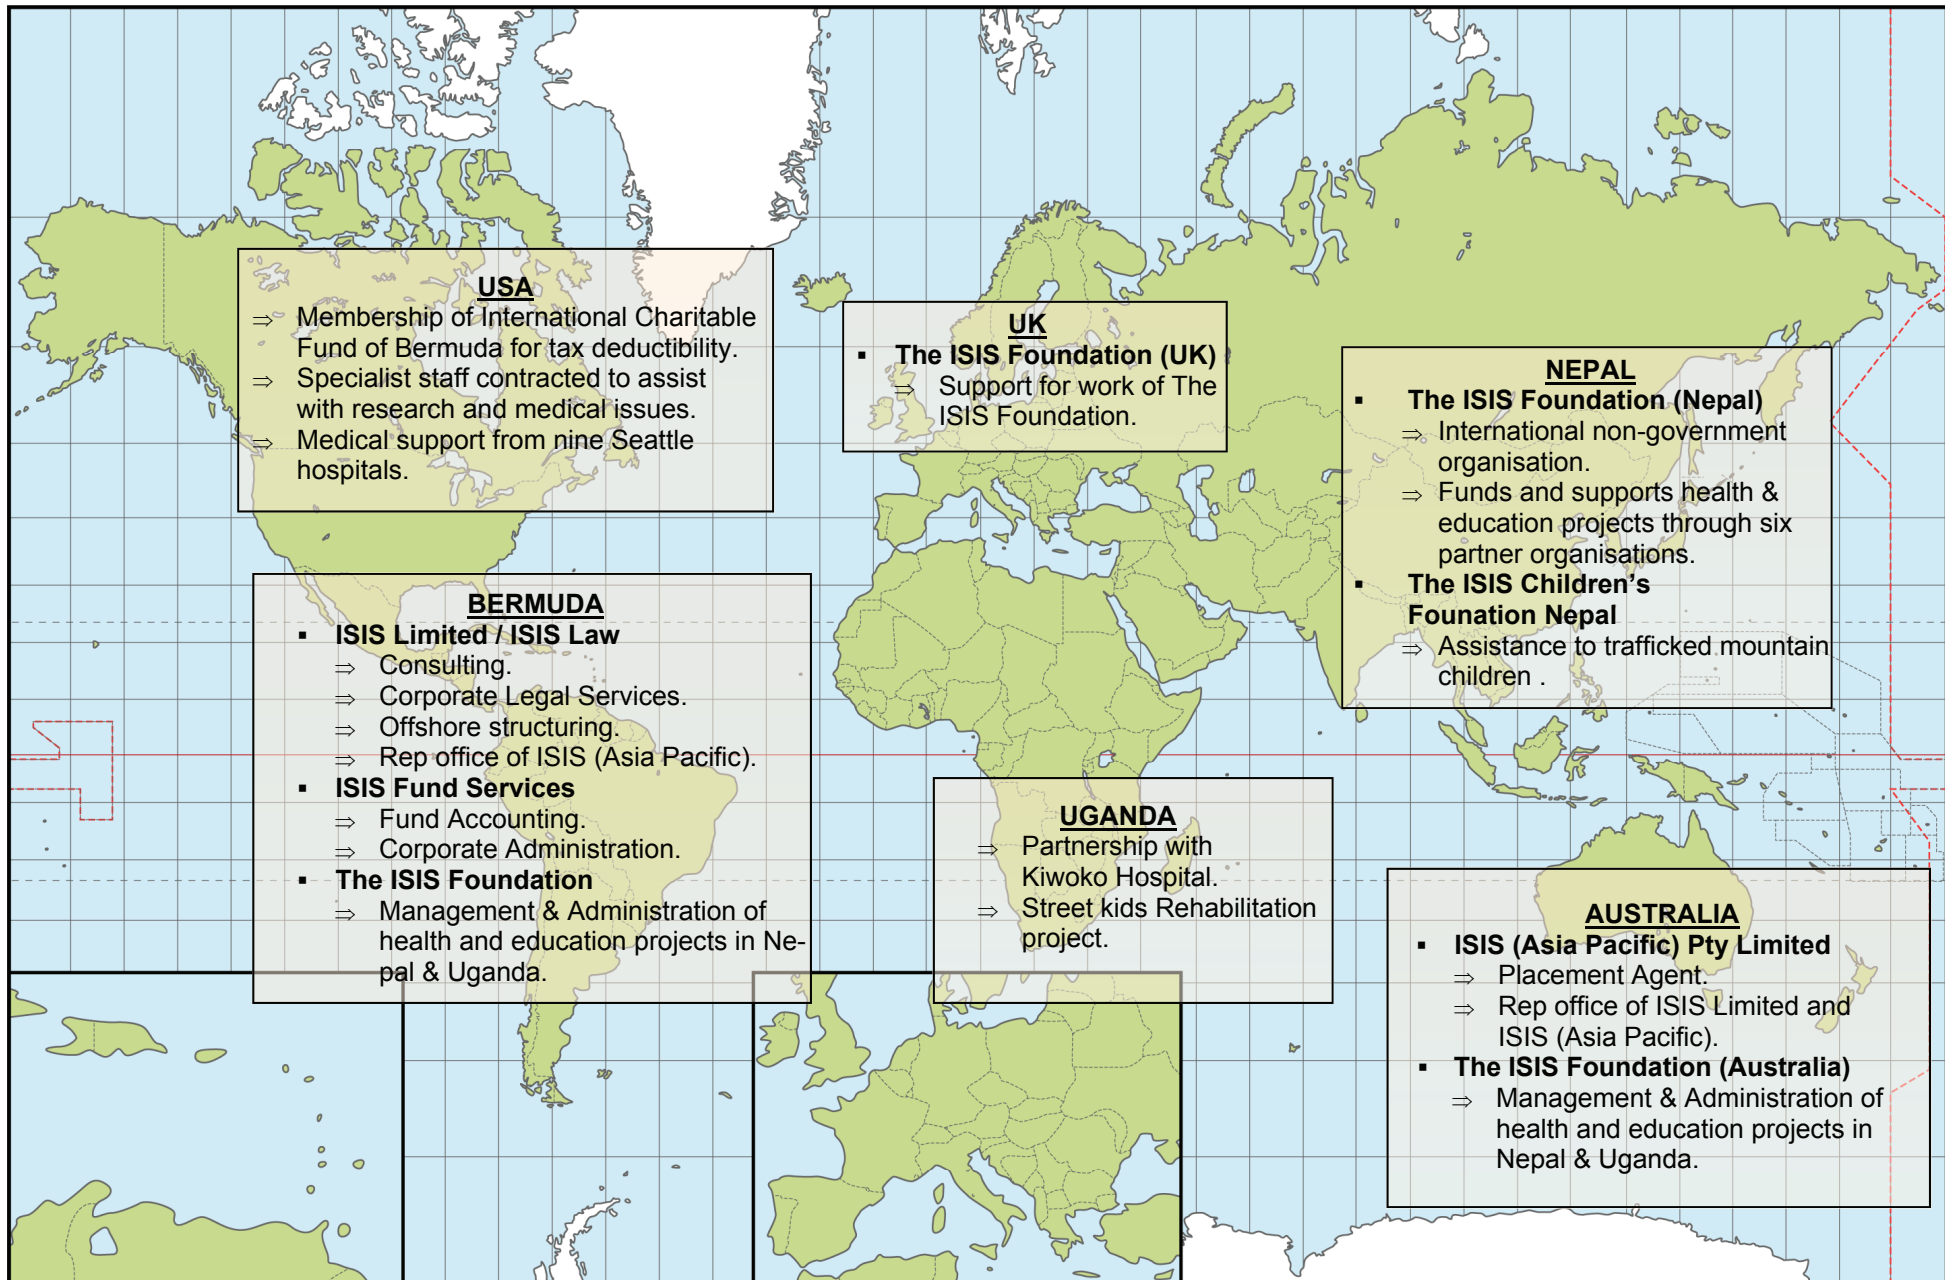 USA
⇒ Membership of International Charitable
Fund of Bermuda for tax deductibility.
⇒ Specialist staff contracted to assist
with research and medical issues.
⇒ Medical support from nine Seattle
hospitals.
UK
▪ The ISIS Foundation (UK)
⇒ Support for work of The
ISIS Foundation.
NEPAL
▪ The ISIS Foundation (Nepal)
⇒ International non-government
organisation.
⇒ Funds and supports health &
education projects through six
partner organisations.
▪ The ISIS Children’s
Founation Nepal
⇒ Assistance to trafficked mountain
children .
BERMUDA
▪ ISIS Limited / ISIS Law
⇒ Consulting.
⇒ Corporate Legal Services.
⇒ Offshore structuring.
⇒ Rep office of ISIS (Asia Pacific).
▪ ISIS Fund Services
⇒ Fund Accounting.
⇒ Corporate Administration.
▪ The ISIS Foundation
⇒ Management & Administration of
health and education projects in Ne-
pal & Uganda.
UGANDA
⇒ Partnership with
Kiwoko Hospital.
⇒ Street kids Rehabilitation
project.
AUSTRALIA
▪ ISIS (Asia Pacific) Pty Limited
⇒ Placement Agent.
⇒ Rep office of ISIS Limited and
ISIS (Asia Pacific).
▪ The ISIS Foundation (Australia)
⇒ Management & Administration of
health and education projects in
Nepal & Uganda.